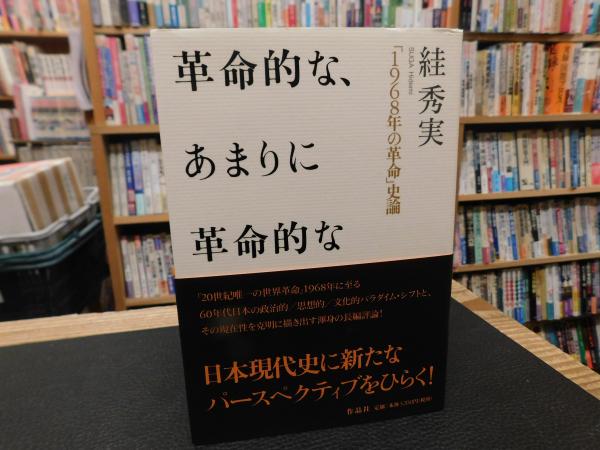 革命的な、
あまりに
革命的な
絓 秀実
SUGA Hidemi
「1968年の革命」史論
「20世紀唯一の世界革命」1968年に至る
60年代日本の政治的／思想的／文化的パラダイム・シフトと、
その現在性を克明に描き出す渾身の長編評論！
日本現代史に新たな
パースペクティブをひらく！
作品社